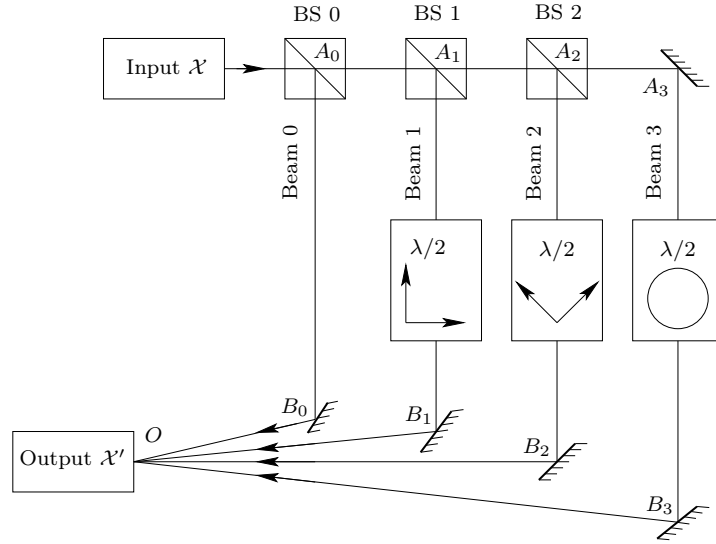 BS 0 BS 1 BS 2
Input 𝒳 A₀ A₁ A₂
A₃
Beam 0 Beam 1 Beam 2 Beam 3
λ/2 λ/2 λ/2
B₀ B₁
O B₂
Output 𝒳′
B₃